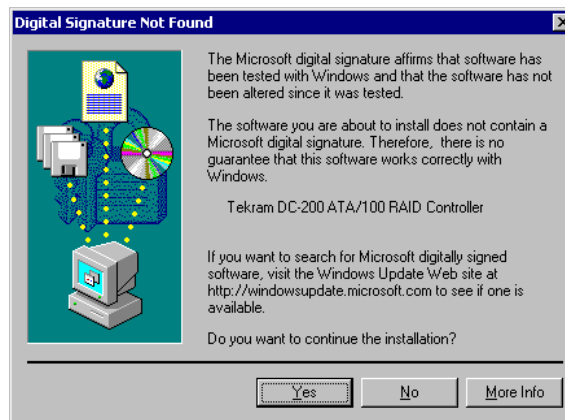 Digital Signature Not Found
The Microsoft digital signature affirms that software has
been tested with Windows and that the software has not
been altered since it was tested.
The software you are about to install does not contain a
Microsoft digital signature. Therefore, there is no
guarantee that this software works correctly with
Windows.
Tekram DC-200 ATA/100 RAID Controller
If you want to search for Microsoft digitally signed
software, visit the Windows Update Web site at
http://windowsupdate.microsoft.com to see if one is
available.
Do you want to continue the installation?
Yes No More Info